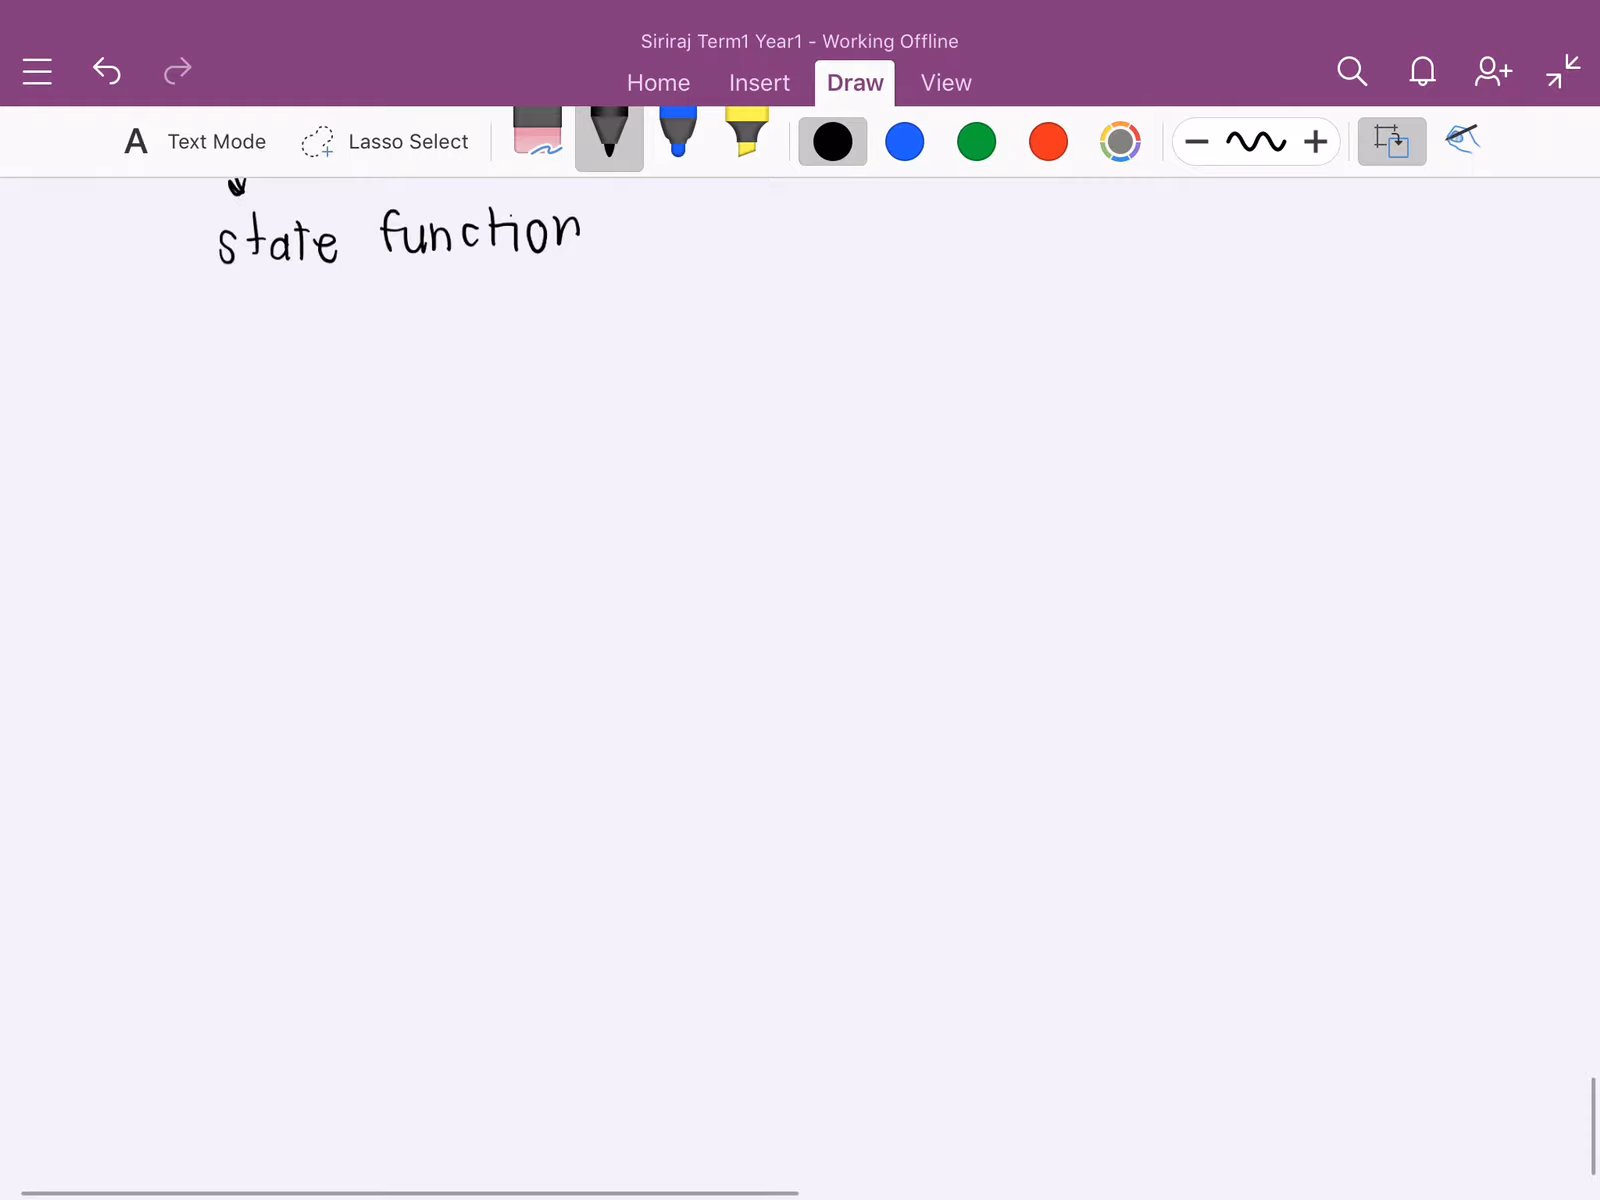 Siriraj Term1 Year1 - Working Offline
Home Insert Draw View
A Text Mode Lasso Select
state function